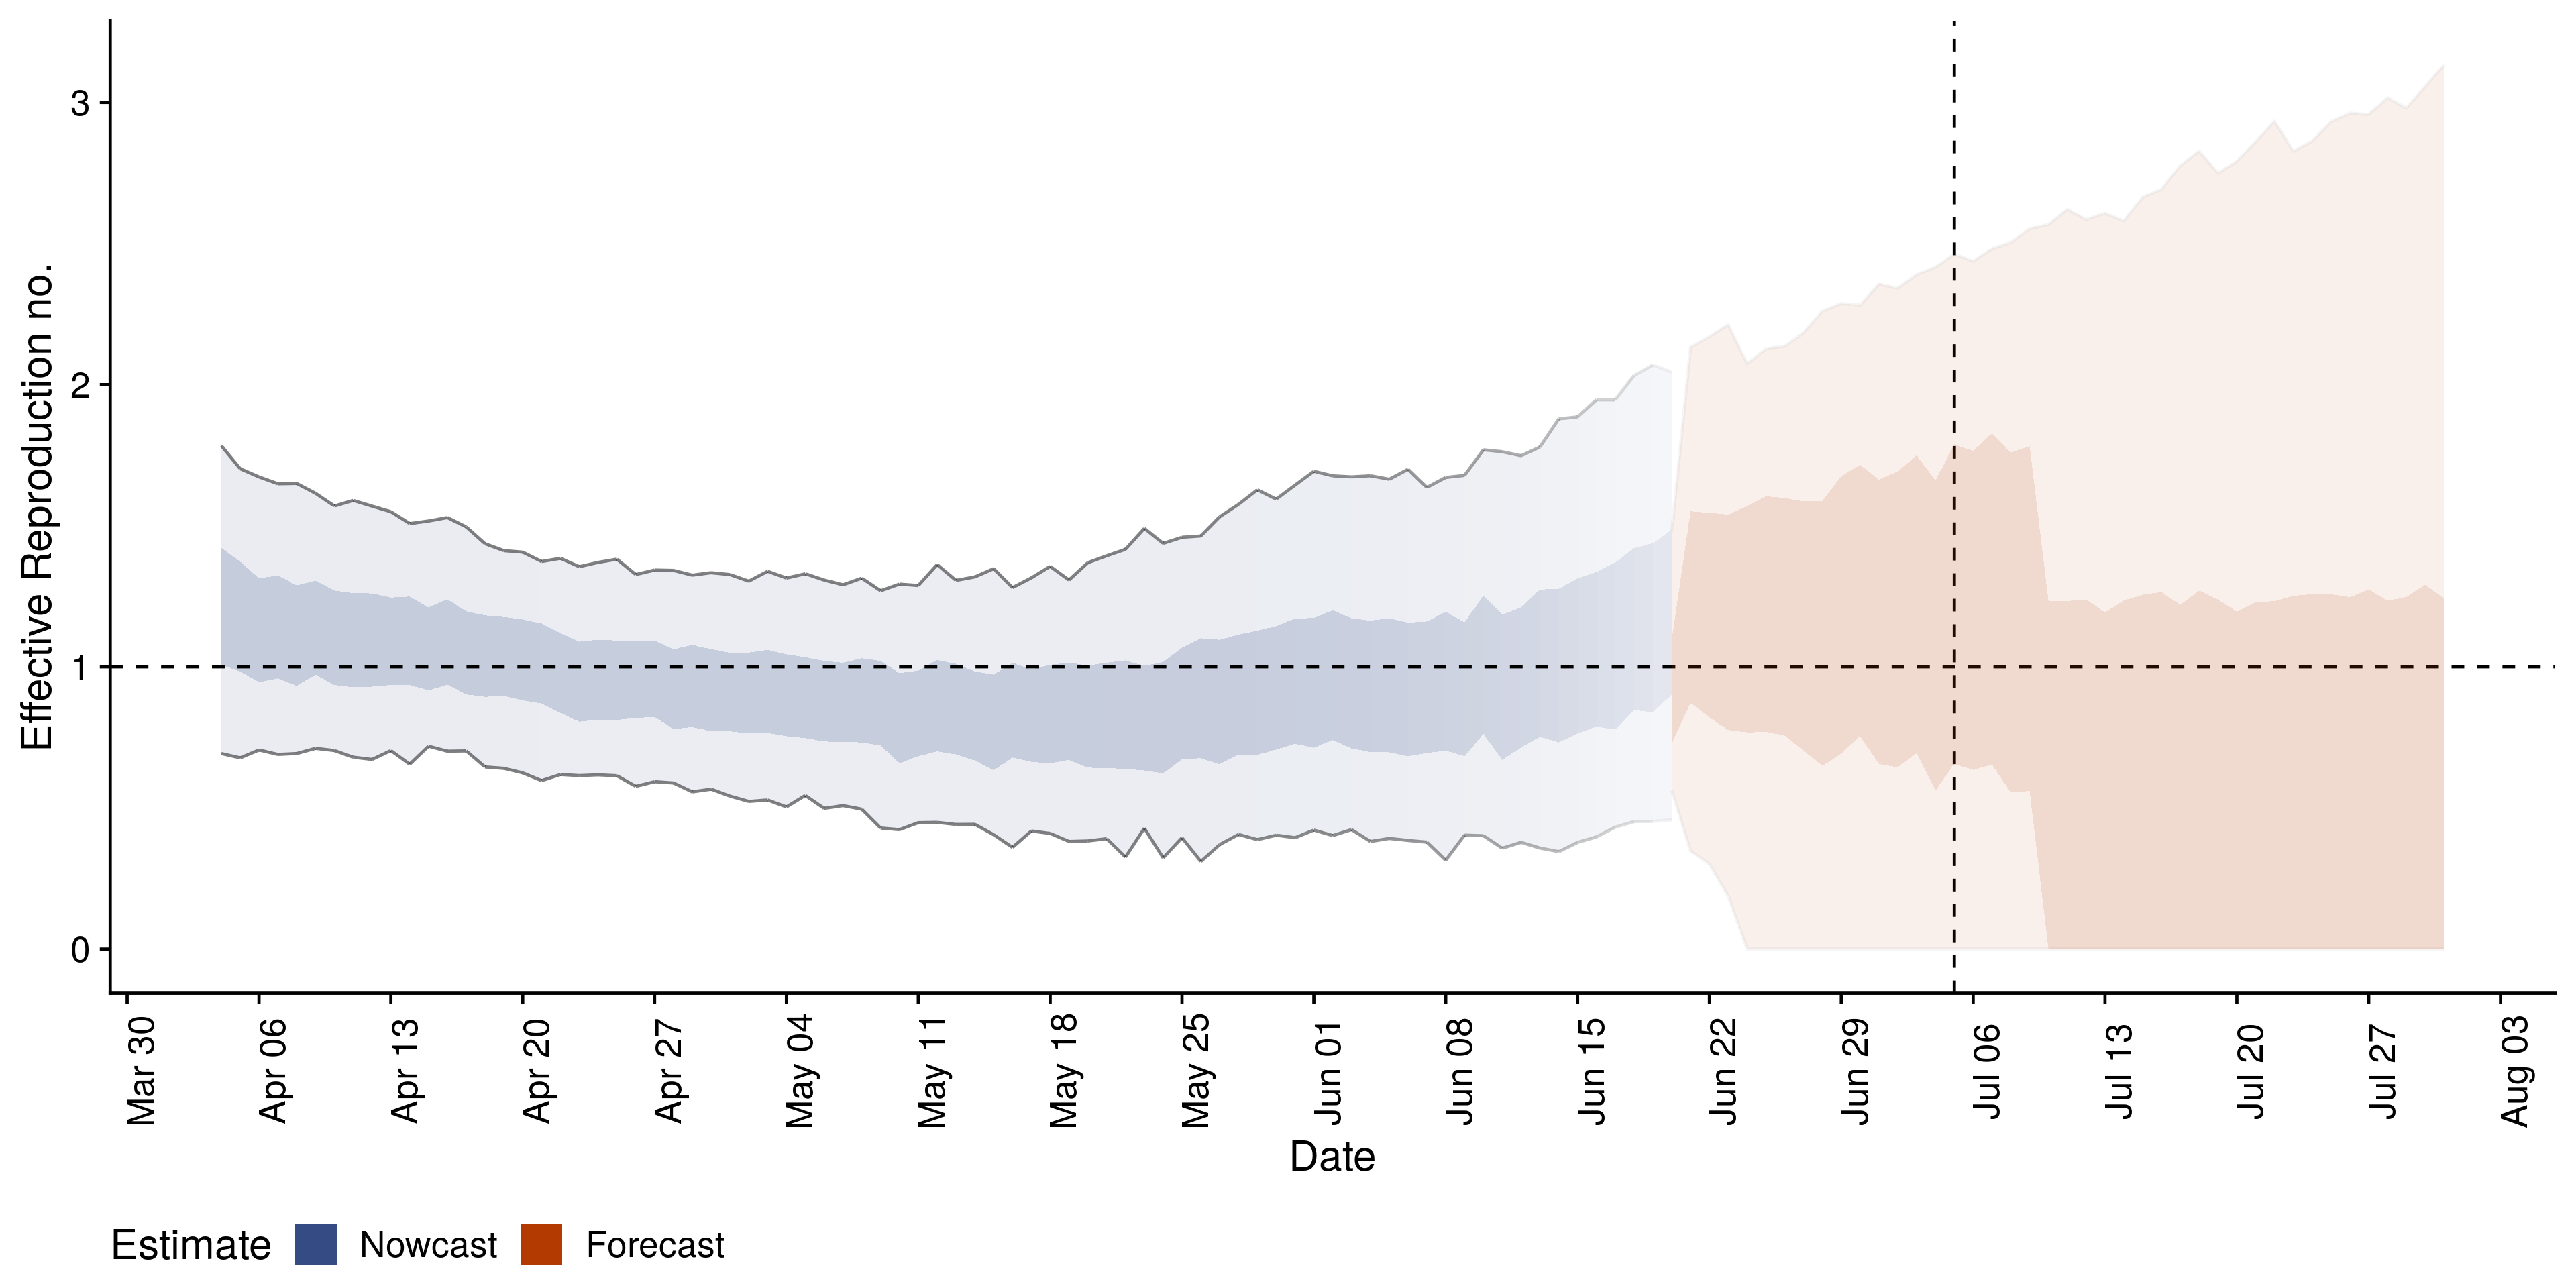 Effective Reproduction no.
3
2
1
0
Mar 30
Apr 06
Apr 13
Apr 20
Apr 27
May 04
May 11
May 18
May 25
Jun 01
Jun 08
Jun 15
Jun 22
Jun 29
Jul 06
Jul 13
Jul 20
Jul 27
Aug 03
Date
Estimate Nowcast Forecast